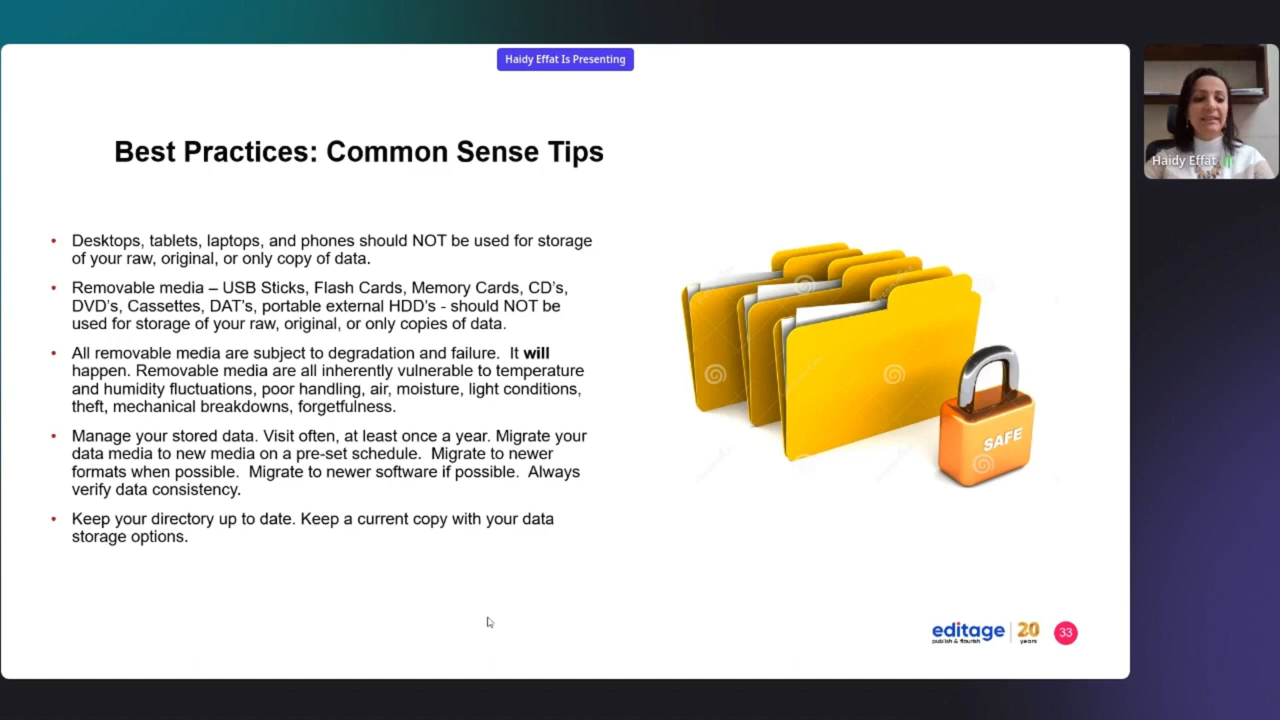 Haidy Effat Is Presenting
Best Practices: Common Sense Tips
• Desktops, tablets, laptops, and phones should NOT be used for storage
of your raw, original, or only copy of data.
• Removable media – USB Sticks, Flash Cards, Memory Cards, CD's,
DVD's, Cassettes, DAT's, portable external HDD's - should NOT be
used for storage of your raw, original, or only copies of data.
• All removable media are subject to degradation and failure.  It will
happen. Removable media are all inherently vulnerable to temperature
and humidity fluctuations, poor handling, air, moisture, light conditions,
theft, mechanical breakdowns, forgetfulness.
• Manage your stored data. Visit often, at least once a year. Migrate your
data media to new media on a pre-set schedule.  Migrate to newer
formats when possible.  Migrate to newer software if possible.  Always
verify data consistency.
• Keep your directory up to date. Keep a current copy with your data
storage options.
SAFE
editage
publish & flourish
20
years
33
Haidy Effat